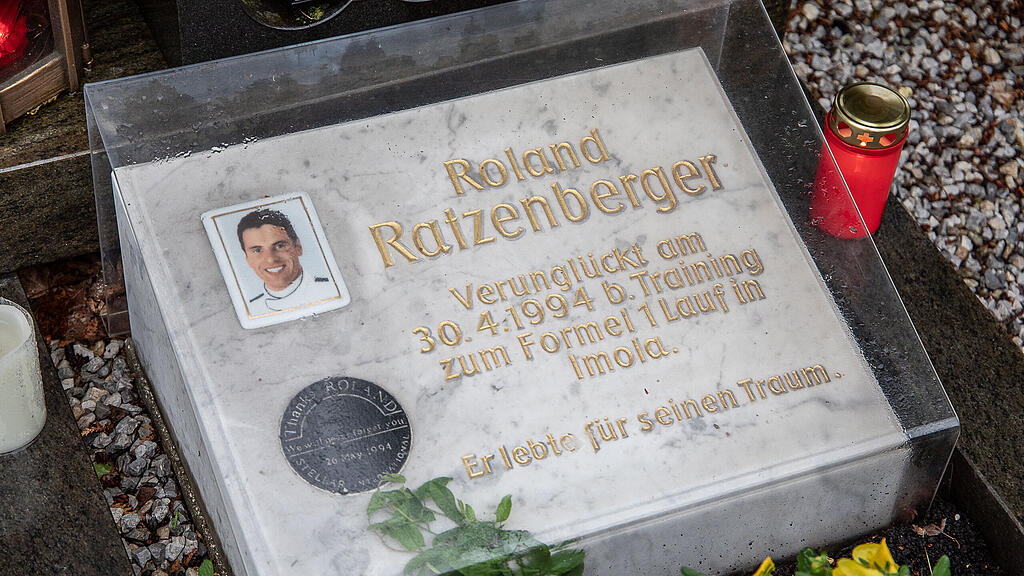 Roland
Ratzenberger
Verunglückt am
30. 4.1994 b. Training
zum Formel 1 Lauf in
Imola.
Er lebte für seinen Traum.
Thanks ROLAND
20 May 1994